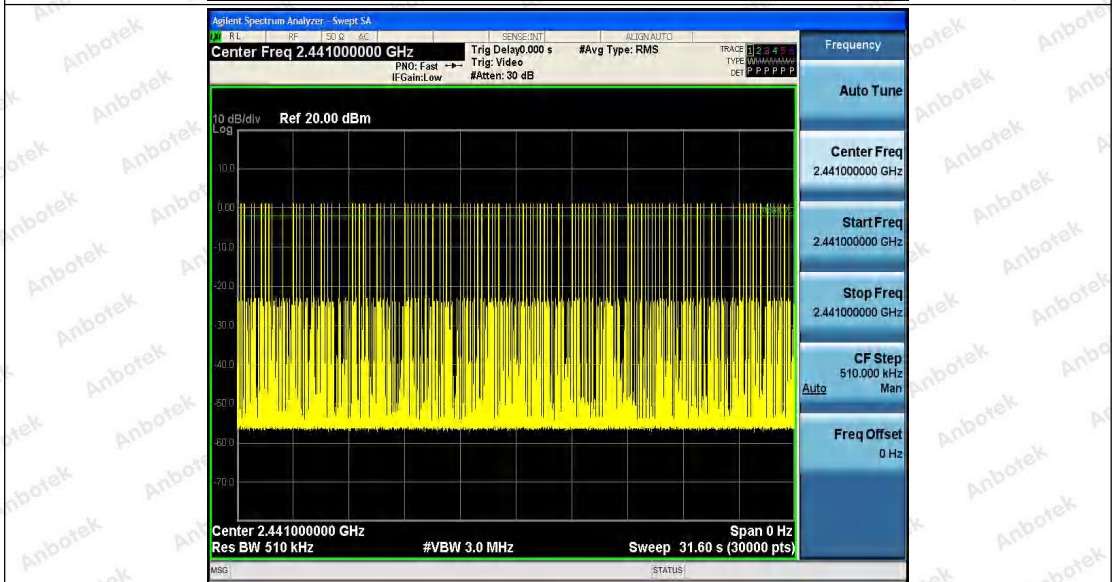 Agilent Spectrum Analyzer - Swept SA
RL RF 50 Ω AC SENSE:INT ALIGNAUTO
Center Freq 2.441000000 GHz
PNO: Fast
IFGain:Low
Trig Delay0.000 s
Trig: Video
#Atten: 30 dB
#Avg Type: RMS
TRACE 1 2 3 4 5 6
TYPE
DET P P P P P P
10 dB/div Ref 20.00 dBm
Log
10.0
0.00
-10.0
-20.0
-30.0
-40.0
-50.0
-60.0
-70.0
Center 2.441000000 GHz Span 0 Hz
Res BW 510 kHz #VBW 3.0 MHz Sweep 31.60 s (30000 pts)
MSG STATUS
Frequency
Auto Tune
Center Freq
2.441000000 GHz
Start Freq
2.441000000 GHz
Stop Freq
2.441000000 GHz
CF Step
510.000 kHz
Auto Man
Freq Offset
0 Hz
Anbotek